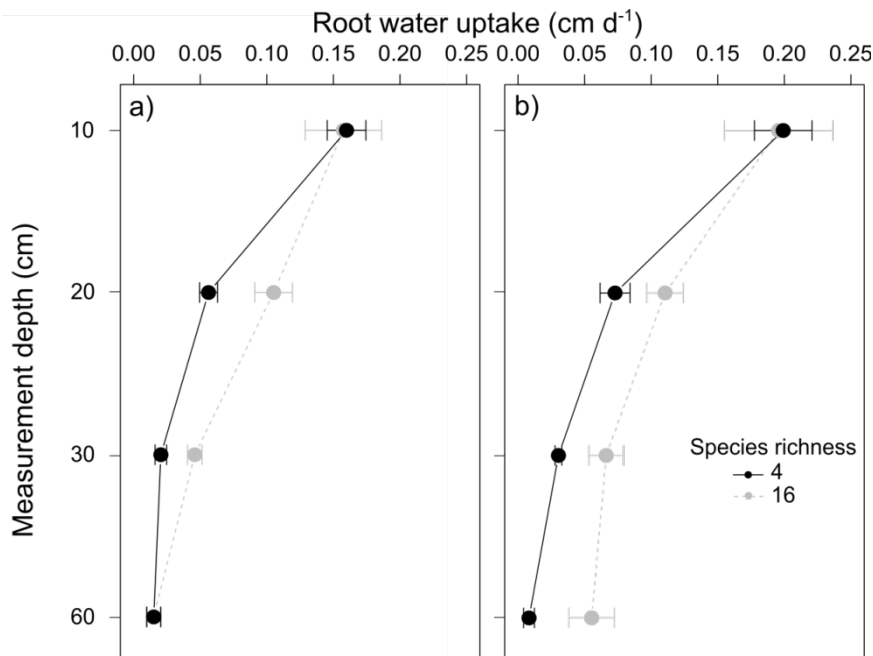 Root water uptake (cm d⁻¹)
0.00 0.05 0.10 0.15 0.20 0.25 0.00 0.05 0.10 0.15 0.20 0.25
a) b)
10
20
30
60
Measurement depth (cm)
Species richness
4
16